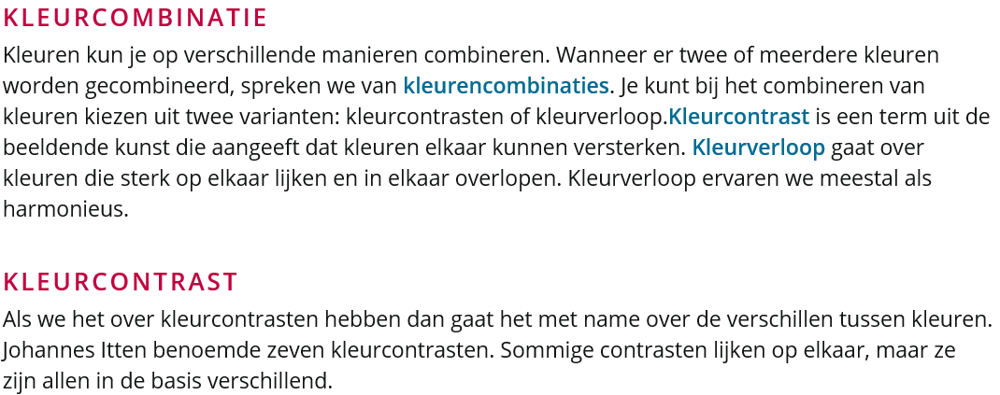 KLEURCOMBINATIE
Kleuren kun je op verschillende manieren combineren. Wanneer er twee of meerdere kleuren
worden gecombineerd, spreken we van kleurencombinaties. Je kunt bij het combineren van
kleuren kiezen uit twee varianten: kleurcontrasten of kleurverloop.Kleurcontrast is een term uit de
beeldende kunst die aangeeft dat kleuren elkaar kunnen versterken. Kleurverloop gaat over
kleuren die sterk op elkaar lijken en in elkaar overlopen. Kleurverloop ervaren we meestal als
harmonieus.
KLEURCONTRAST
Als we het over kleurcontrasten hebben dan gaat het met name over de verschillen tussen kleuren.
Johannes Itten benoemde zeven kleurcontrasten. Sommige contrasten lijken op elkaar, maar ze
zijn allen in de basis verschillend.